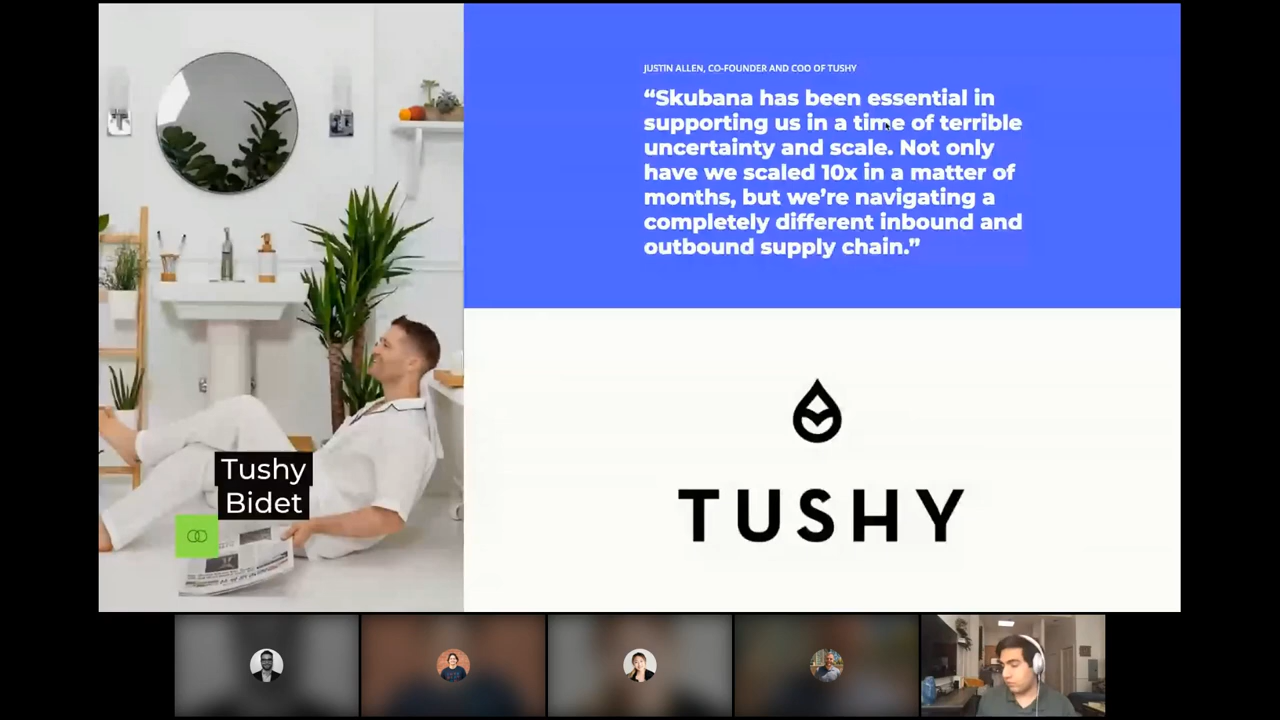 JUSTIN ALLEN, CO-FOUNDER AND COO OF TUSHY
“Skubana has been essential in
supporting us in a time of terrible
uncertainty and scale. Not only
have we scaled 10x in a matter of
months, but we’re navigating a
completely different inbound and
outbound supply chain.”
Tushy
Bidet
TUSHY